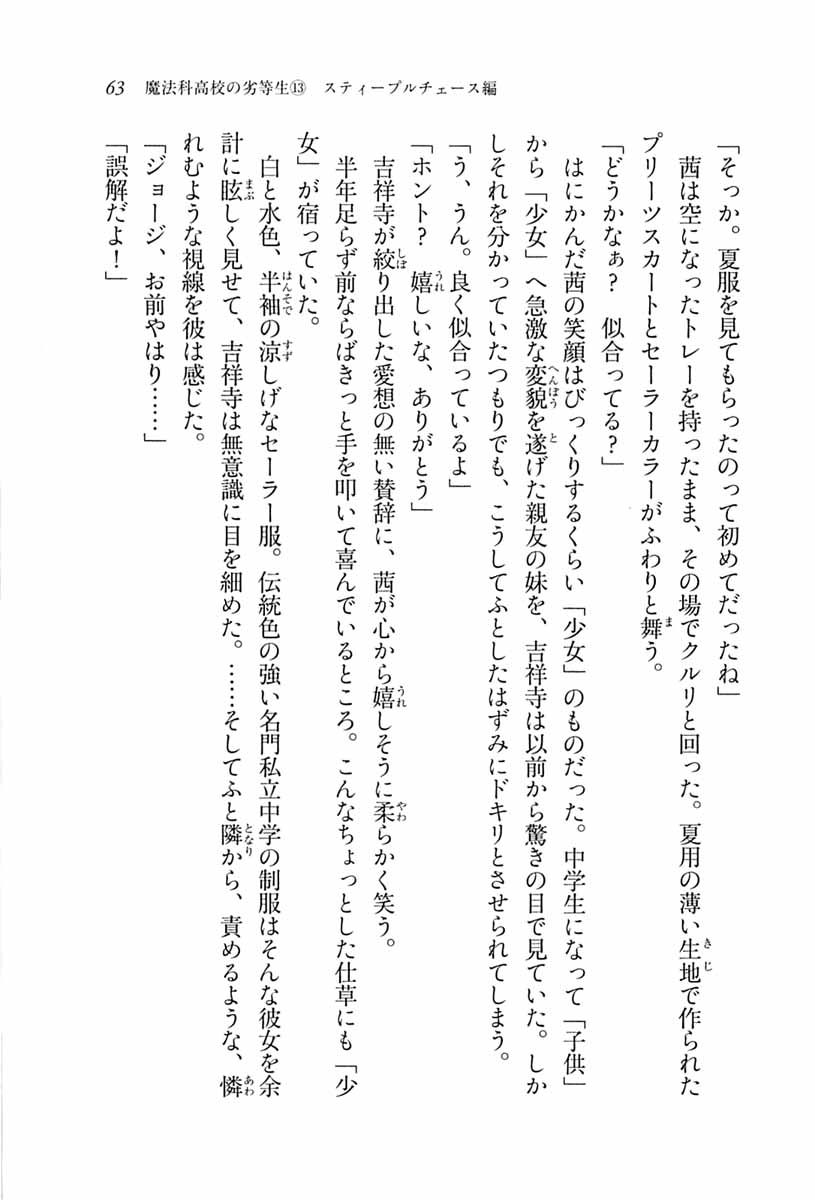 63 魔法科高校の劣等生⑬ スティープルチェース編
「そっか。夏服を見てもらったのって初めてだったね」
　茜は空になったトレーを持ったまま、その場でクルリと回った。夏用の薄い生地で作られた
プリーツスカートとセーラーカラーがふわりと舞う。
「どうかなぁ?　似合ってる?」
　はにかんだ茜の笑顔はびっくりするくらい「少女」のものだった。中学生になって「子供」
から「少女」へ急激な変貌を遂げた親友の妹を、吉祥寺は以前から驚きの目で見ていた。しか
しそれを分かっていたつもりでも、こうしてふとしたはずみにドキリとさせられてしまう。
「う、うん。良く似合っているよ」
「ホント?　嬉しいな、ありがとう」
　吉祥寺が絞り出した愛想の無い賛辞に、茜が心から嬉しそうに柔らかく笑う。
　半年足らず前ならばきっと手を叩いて喜んでいるところ。こんなちょっとした仕草にも「少
女」が宿っていた。
　白と水色、半袖の涼しげなセーラー服。伝統色の強い名門私立中学の制服はそんな彼女を余
計に眩しく見せて、吉祥寺は無意識に目を細めた。……そしてふと隣から、責めるような、憐
れむような視線を彼は感じた。
「ジョージ、お前やはり……」
「誤解だよ!」